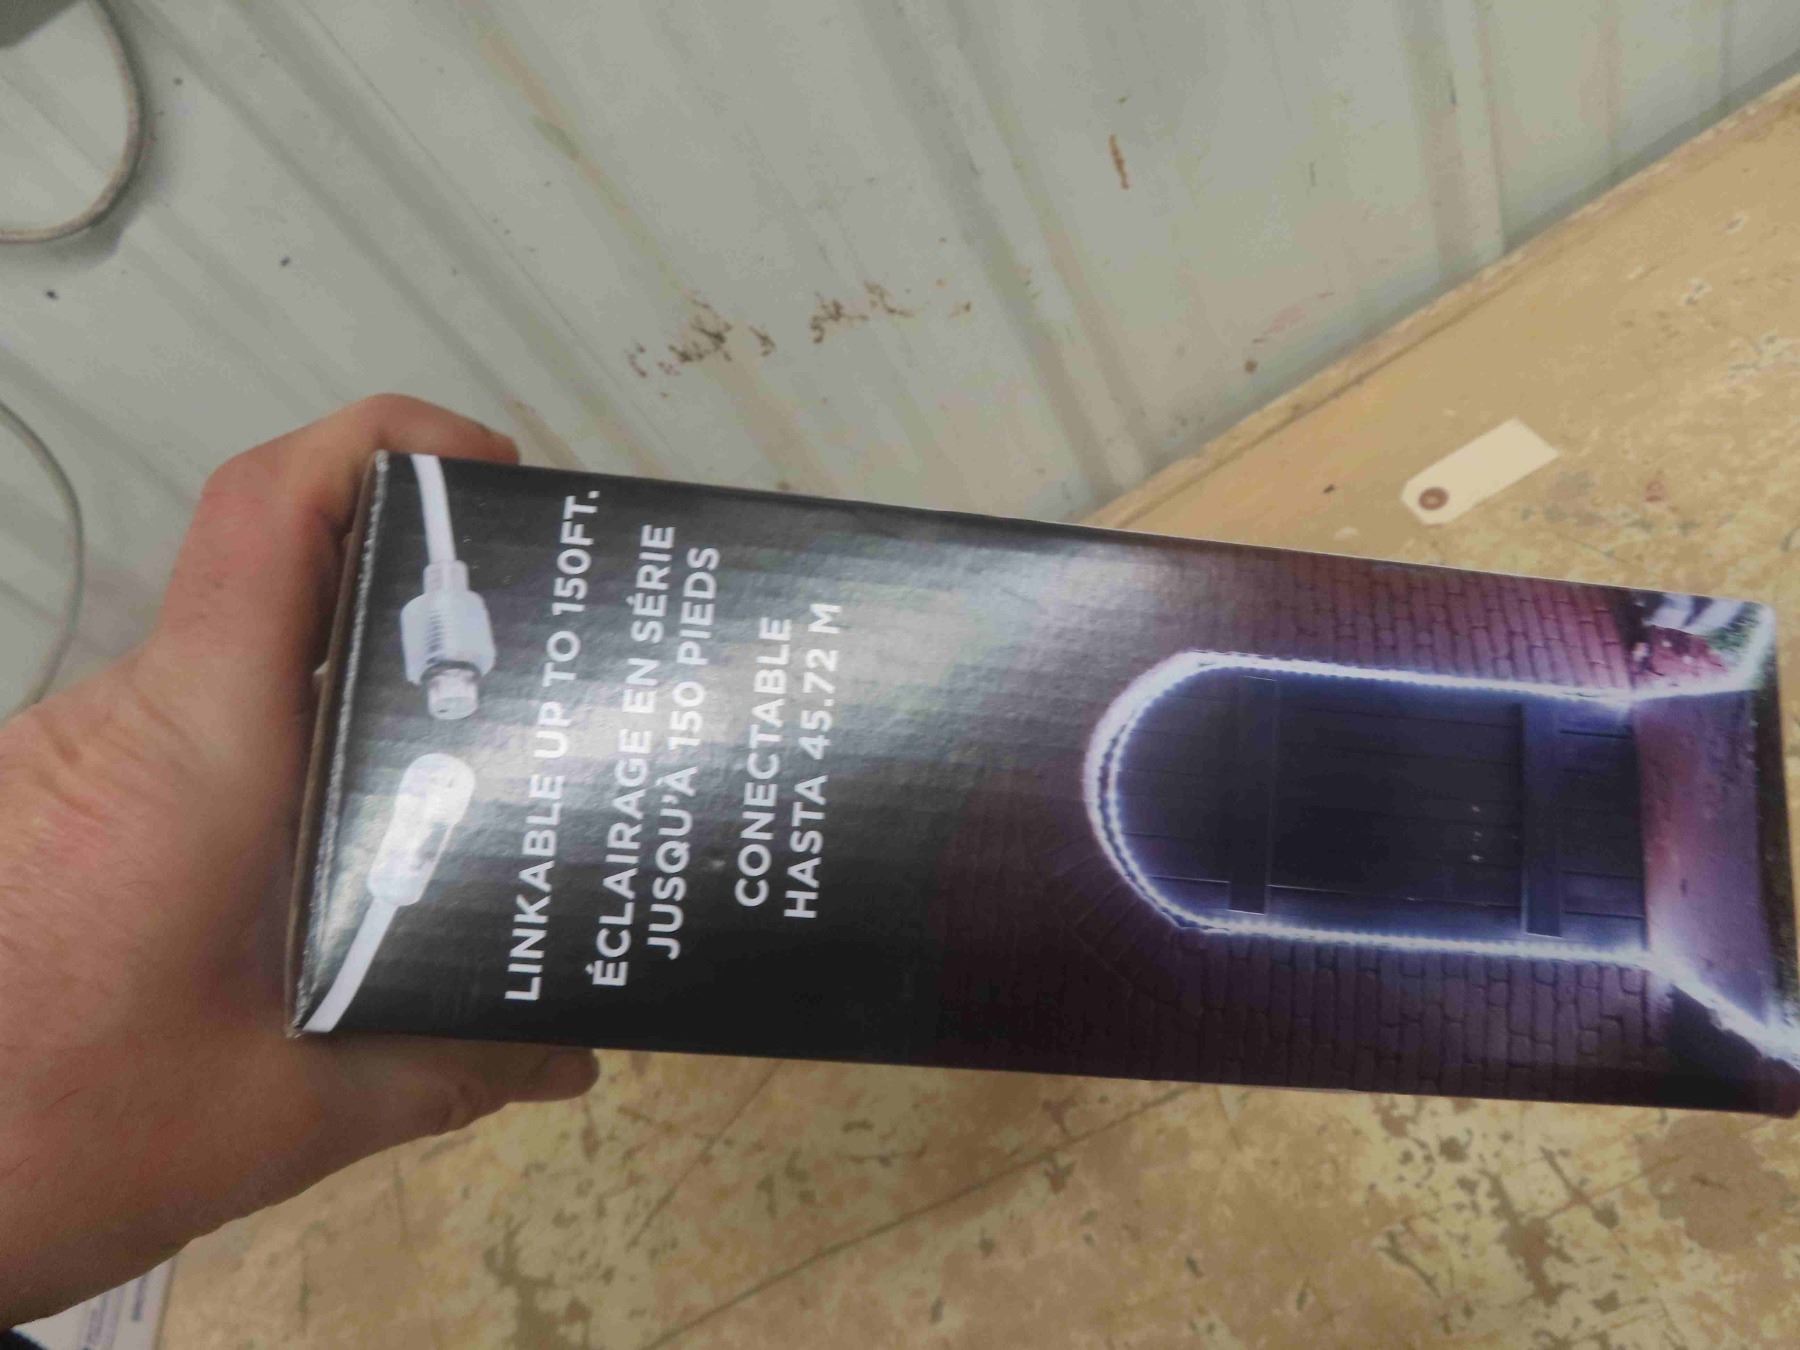 LINKABLE UP TO 150FT.
ÉCLAIRAGE EN SÉRIE
JUSQU'À 150 PIEDS
CONECTABLE
HASTA 45.72 M